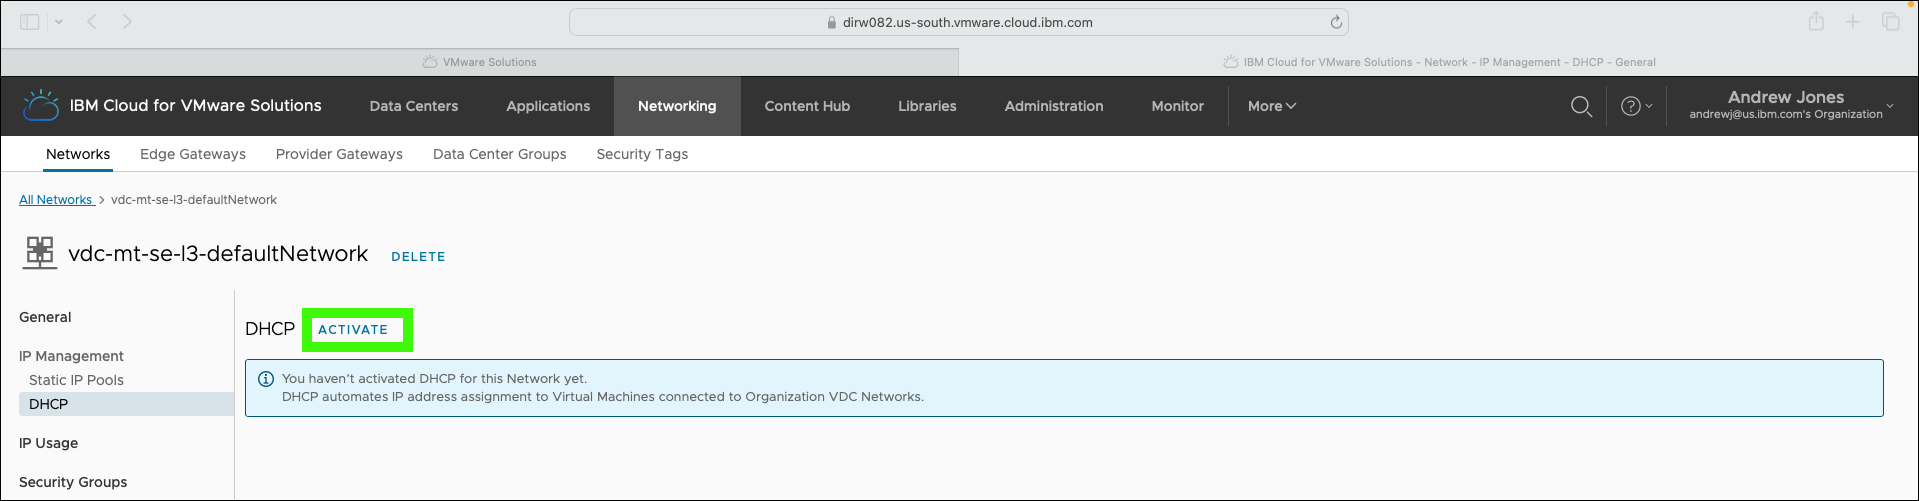 dirw082.us-south.vmware.cloud.ibm.com
VMware Solutions
IBM Cloud for VMware Solutions - Network - IP Management - DHCP - General
IBM Cloud for VMware Solutions Data Centers Applications Networking Content Hub Libraries Administration Monitor More
Andrew Jones
andrewj@us.ibm.com's Organization
Networks Edge Gateways Provider Gateways Data Center Groups Security Tags
All Networks > vdc-mt-se-l3-defaultNetwork
vdc-mt-se-l3-defaultNetwork DELETE
General
IP Management
Static IP Pools
DHCP
IP Usage
Security Groups
DHCP ACTIVATE
You haven't activated DHCP for this Network yet.
DHCP automates IP address assignment to Virtual Machines connected to Organization VDC Networks.